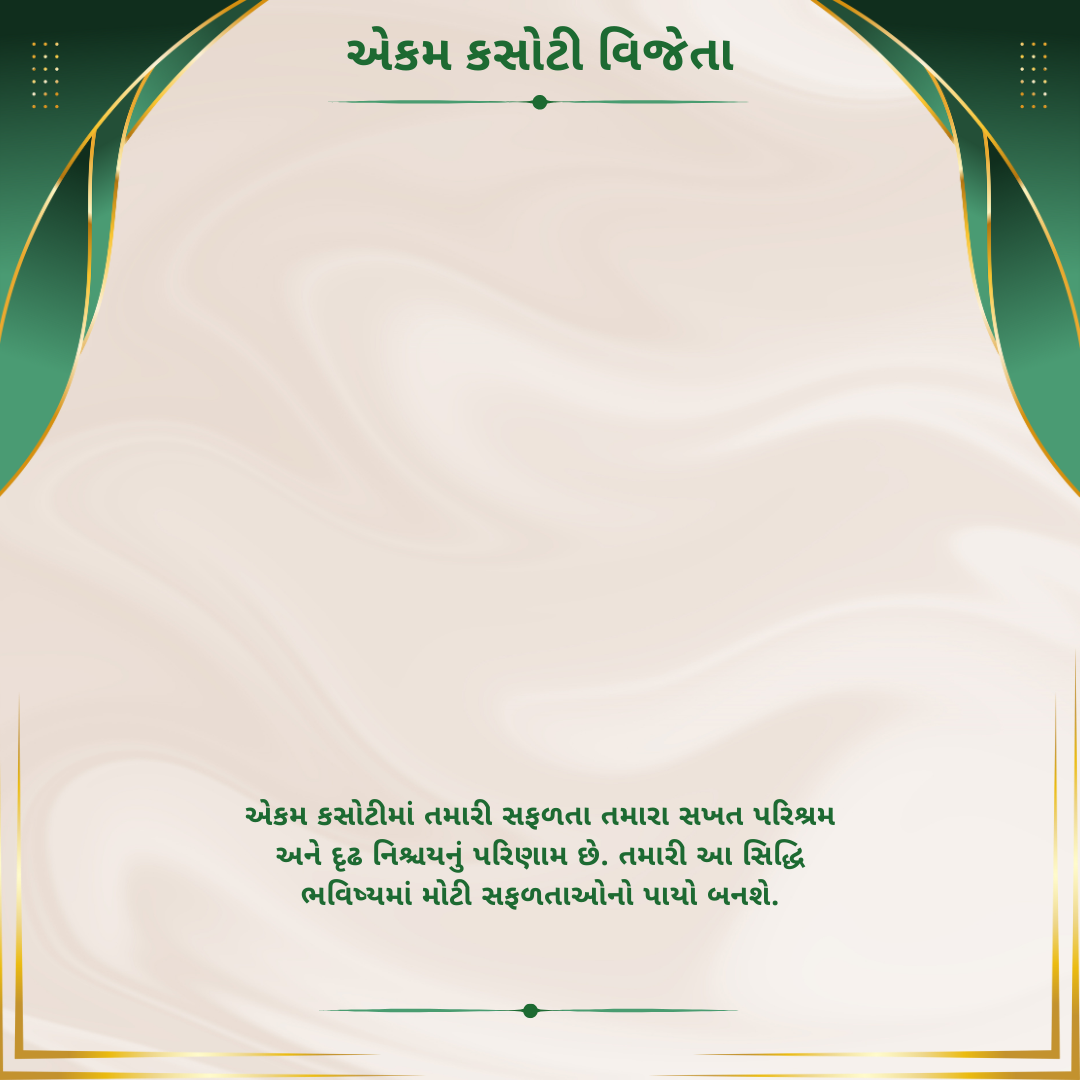 એકમ કસોટી વિજેતા
એકમ કસોટીમાં તમારી સફળતા તમારા સખત પરિશ્રમ
અને દૃઢ નિશ્ચયનું પરિણામ છે. તમારી આ સિદ્ધિ
ભવિષ્યમાં મોટી સફળતાઓનો પાયો બનશે.